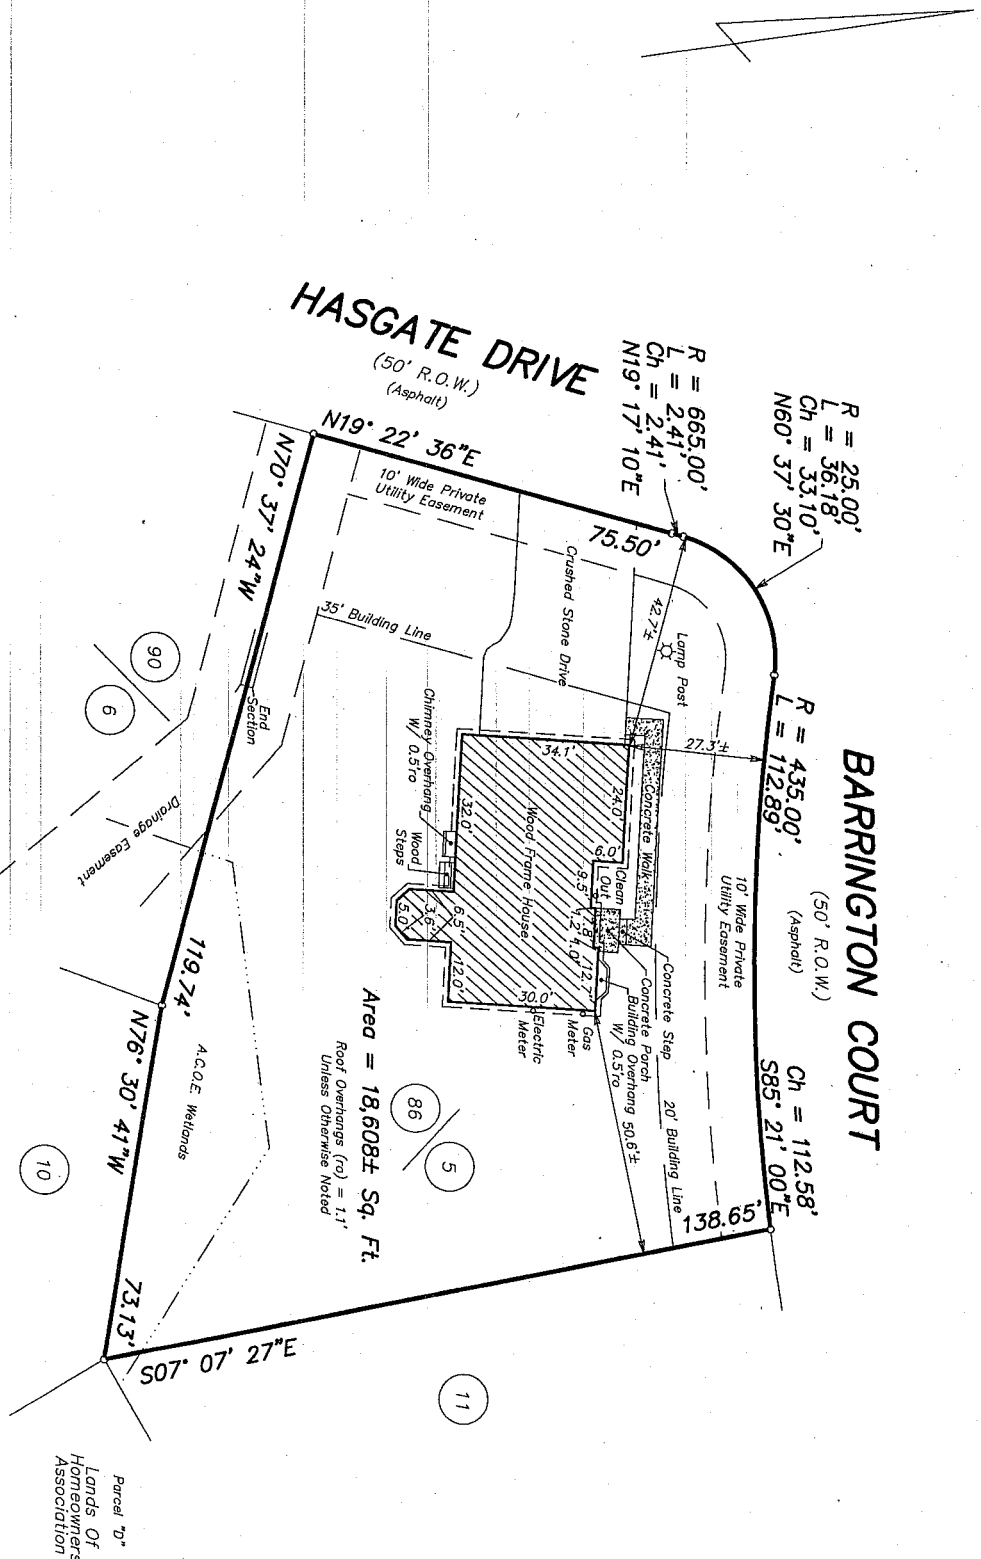 HASGATE DRIVE
(50' R.O.W.)
(Asphalt)
BARRINGTON COURT
(50' R.O.W.)
(Asphalt)
R = 25.00'
L = 36.18'
Ch = 33.10'
N60° 37' 30"E
R = 665.00'
L = 2.41'
Ch = 2.41'
N19° 17' 10"E
R = 435.00'
L = 112.89'
Ch = 112.58'
S85° 21' 00"E
N19° 22' 36"E
75.50'
10' Wide Private
Utility Easement
35' Building Line
Crushed Stone Drive
42.7'±
Lamp Post
27.3'±
10' Wide Private
Utility Easement
Concrete Walk
34.1'
24.0'
6.0'
Clean
Out
9.5'
7.8'
1.2'
1.0'
12.7'
Wood Frame House
32.0'
Chimney Overhang
W/ 0.5'ro
Wood
Steps
6.5'
3.6'
5.0'
12.0'
30.0'
Electric
Meter
Gas
Meter
Concrete Step
Concrete Porch
Building Overhang
W/ 0.5'ro
50.6'±
20' Building Line
138.65'
S07° 07' 27"E
N70° 37' 24"W
End
Section
Drainage Easement
119.74'
N76° 30' 41"W
73.13'
A.C.O.E. Wetlands
Area = 18,608± Sq. Ft.
Roof Overhangs (ro) = 1.1'
Unless Otherwise Noted
90
6
86
5
10
11
Parcel "D"
Lands Of
Homeowners
Association